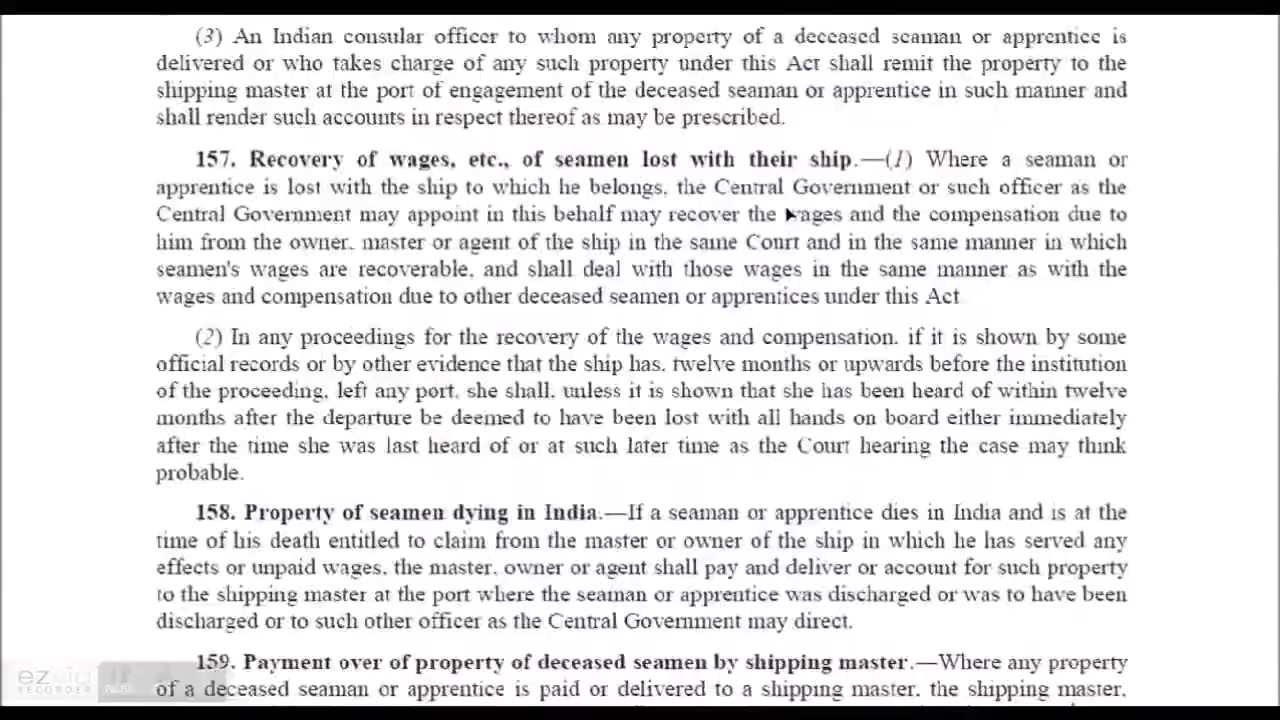 (3) An Indian consular officer to whom any property of a deceased seaman or apprentice is
delivered or who takes charge of any such property under this Act shall remit the property to the
shipping master at the port of engagement of the deceased seaman or apprentice in such manner and
shall render such accounts in respect thereof as may be prescribed.
157. Recovery of wages, etc., of seamen lost with their ship.—(1) Where a seaman or
apprentice is lost with the ship to which he belongs, the Central Government or such officer as the
Central Government may appoint in this behalf may recover the wages and the compensation due to
him from the owner, master or agent of the ship in the same Court and in the same manner in which
seamen's wages are recoverable, and shall deal with those wages in the same manner as with the
wages and compensation due to other deceased seamen or apprentices under this Act
(2) In any proceedings for the recovery of the wages and compensation, if it is shown by some
official records or by other evidence that the ship has, twelve months or upwards before the institution
of the proceeding, left any port, she shall, unless it is shown that she has been heard of within twelve
months after the departure be deemed to have been lost with all hands on board either immediately
after the time she was last heard of or at such later time as the Court hearing the case may think
probable.
158. Property of seamen dying in India.—If a seaman or apprentice dies in India and is at the
time of his death entitled to claim from the master or owner of the ship in which he has served any
effects or unpaid wages, the master, owner or agent shall pay and deliver or account for such property
to the shipping master at the port where the seaman or apprentice was discharged or was to have been
discharged or to such other officer as the Central Government may direct.
159. Payment over of property of deceased seamen by shipping master.—Where any property
of a deceased seaman or apprentice is paid or delivered to a shipping master, the shipping master,
RECORDER